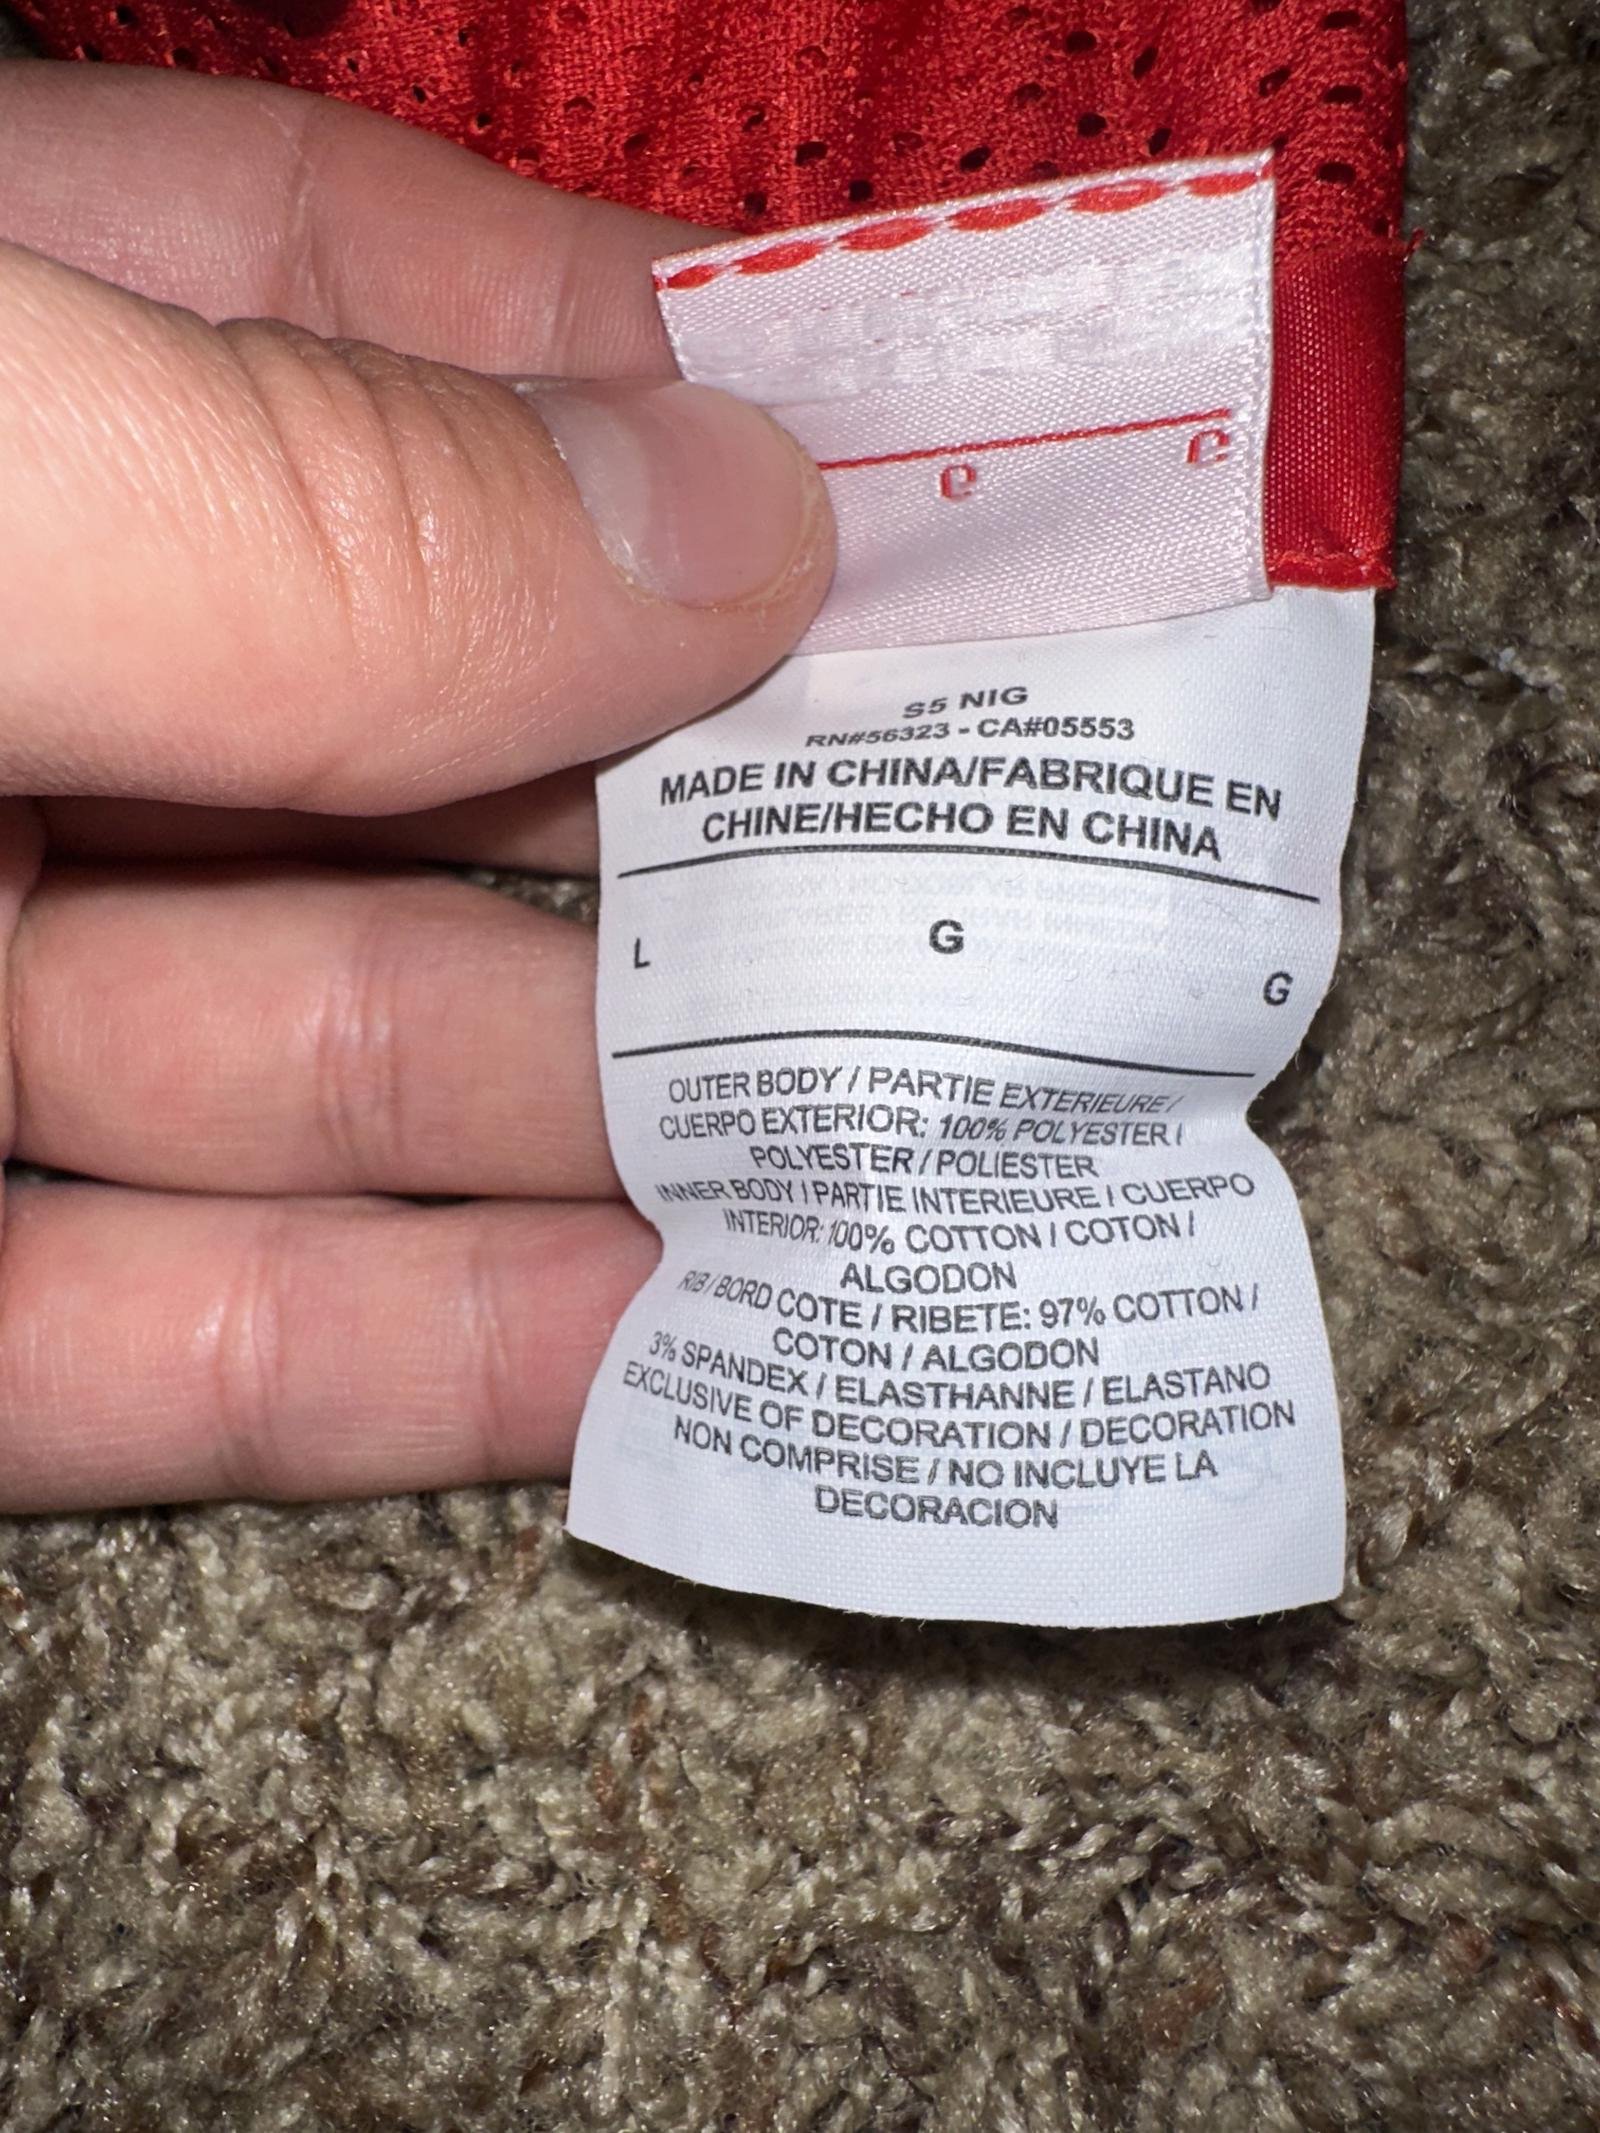 S5 NIG
RN#56323 - CA#05553
MADE IN CHINA/FABRIQUE EN
CHINE/HECHO EN CHINA
L G G
OUTER BODY / PARTIE EXTERIEURE /
CUERPO EXTERIOR: 100% POLYESTER /
POLYESTER / POLIESTER
INNER BODY / PARTIE INTERIEURE / CUERPO
INTERIOR: 100% COTTON / COTON /
ALGODON
RIB / BORD COTE / RIBETE: 97% COTTON /
COTON / ALGODON
3% SPANDEX / ELASTHANNE / ELASTANO
EXCLUSIVE OF DECORATION / DECORATION
NON COMPRISE / NO INCLUYE LA
DECORACION